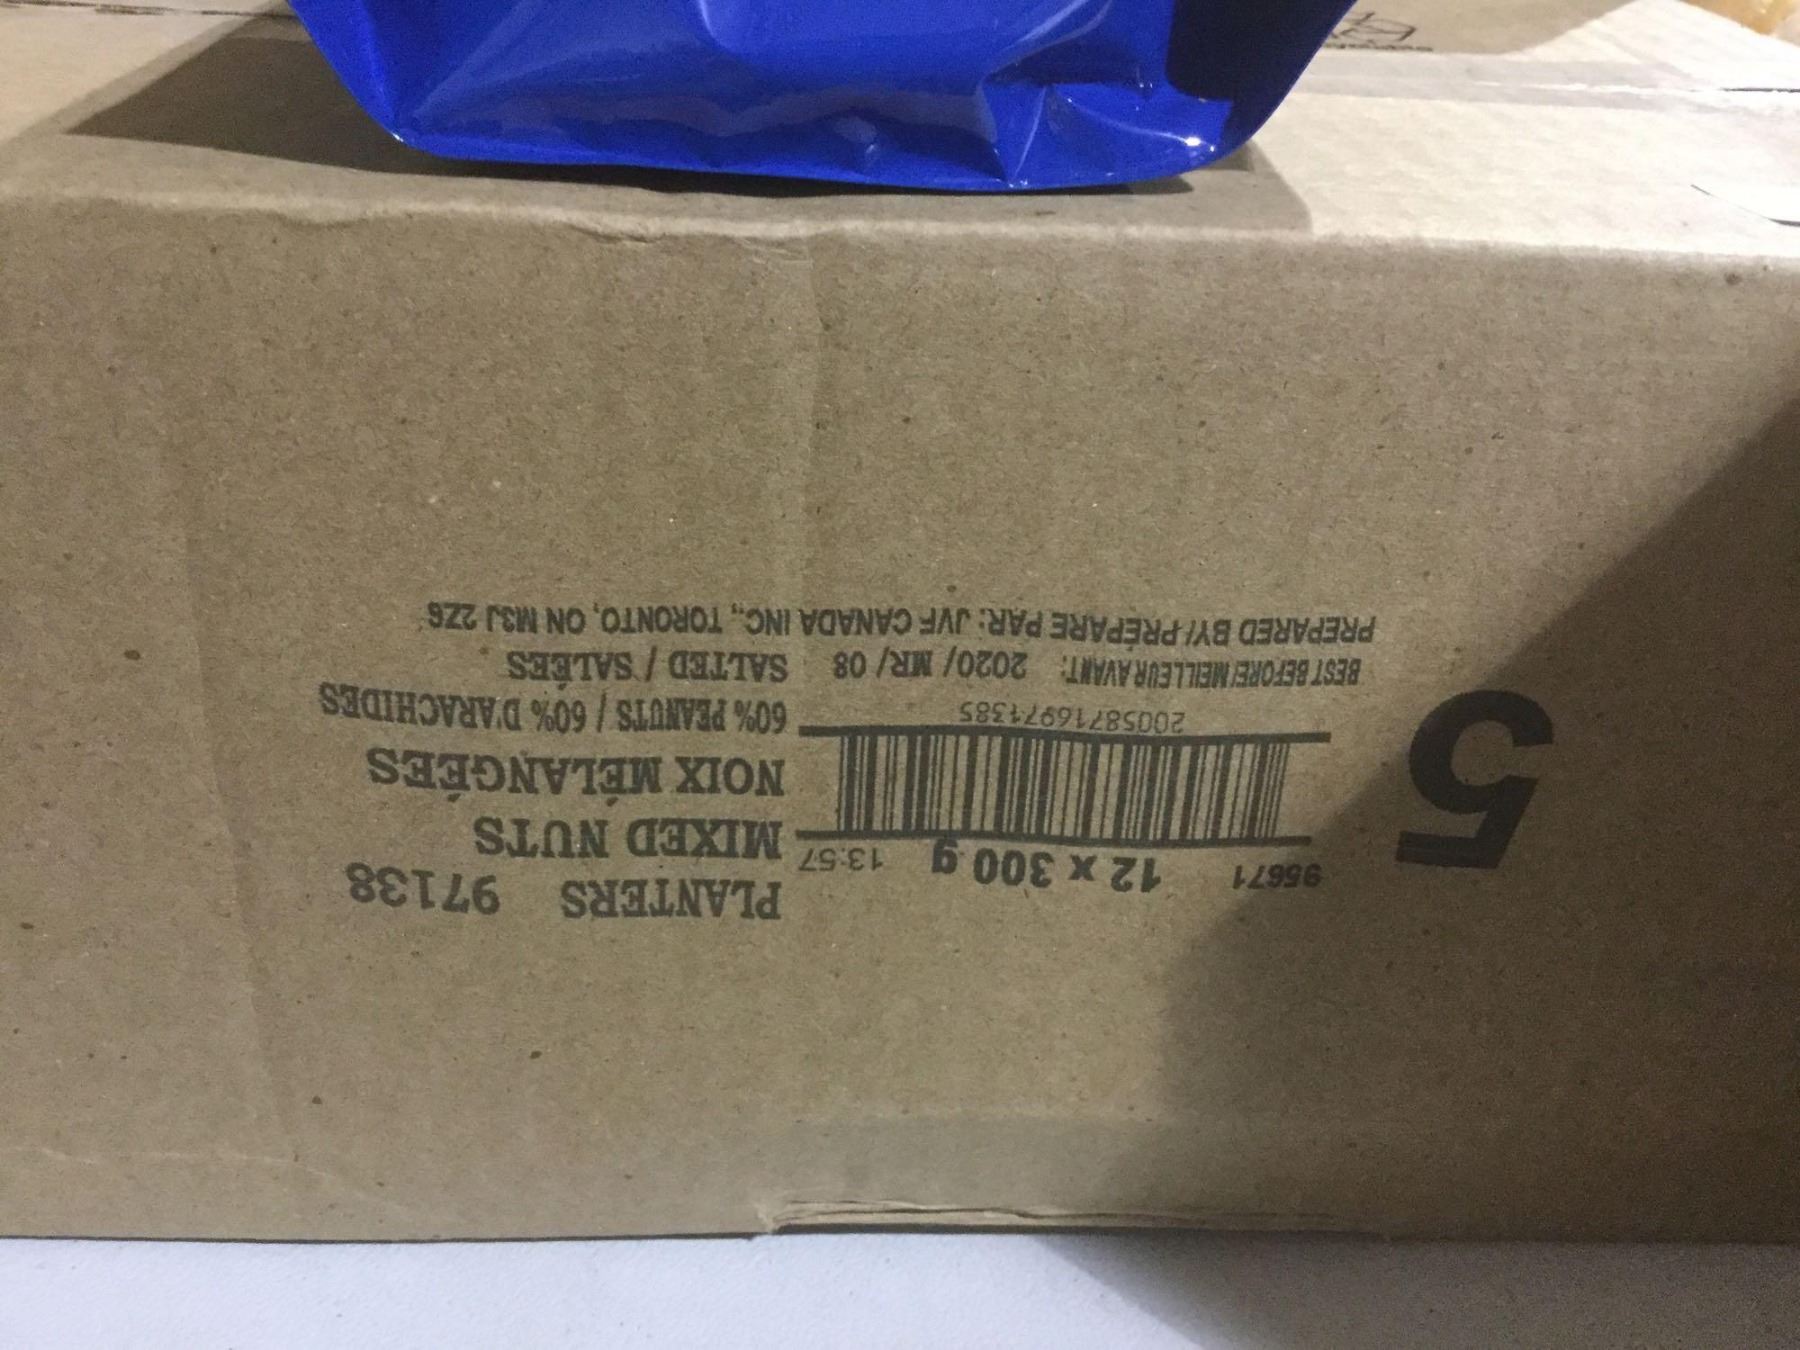 5
95671 12 x 300 g 13:57
20058716971385
BEST BEFORE/MEILLEUR AVANT: 2020/ MR/ 08
PLANTERS 97138
MIXED NUTS
NOIX MÉLANGÉES
60% PEANUTS / 60% D'ARACHIDES
SALTED / SALÉES
PREPARED BY/ PRÉPARÉ PAR: JVF CANADA INC., TORONTO, ON M3J 2Z6